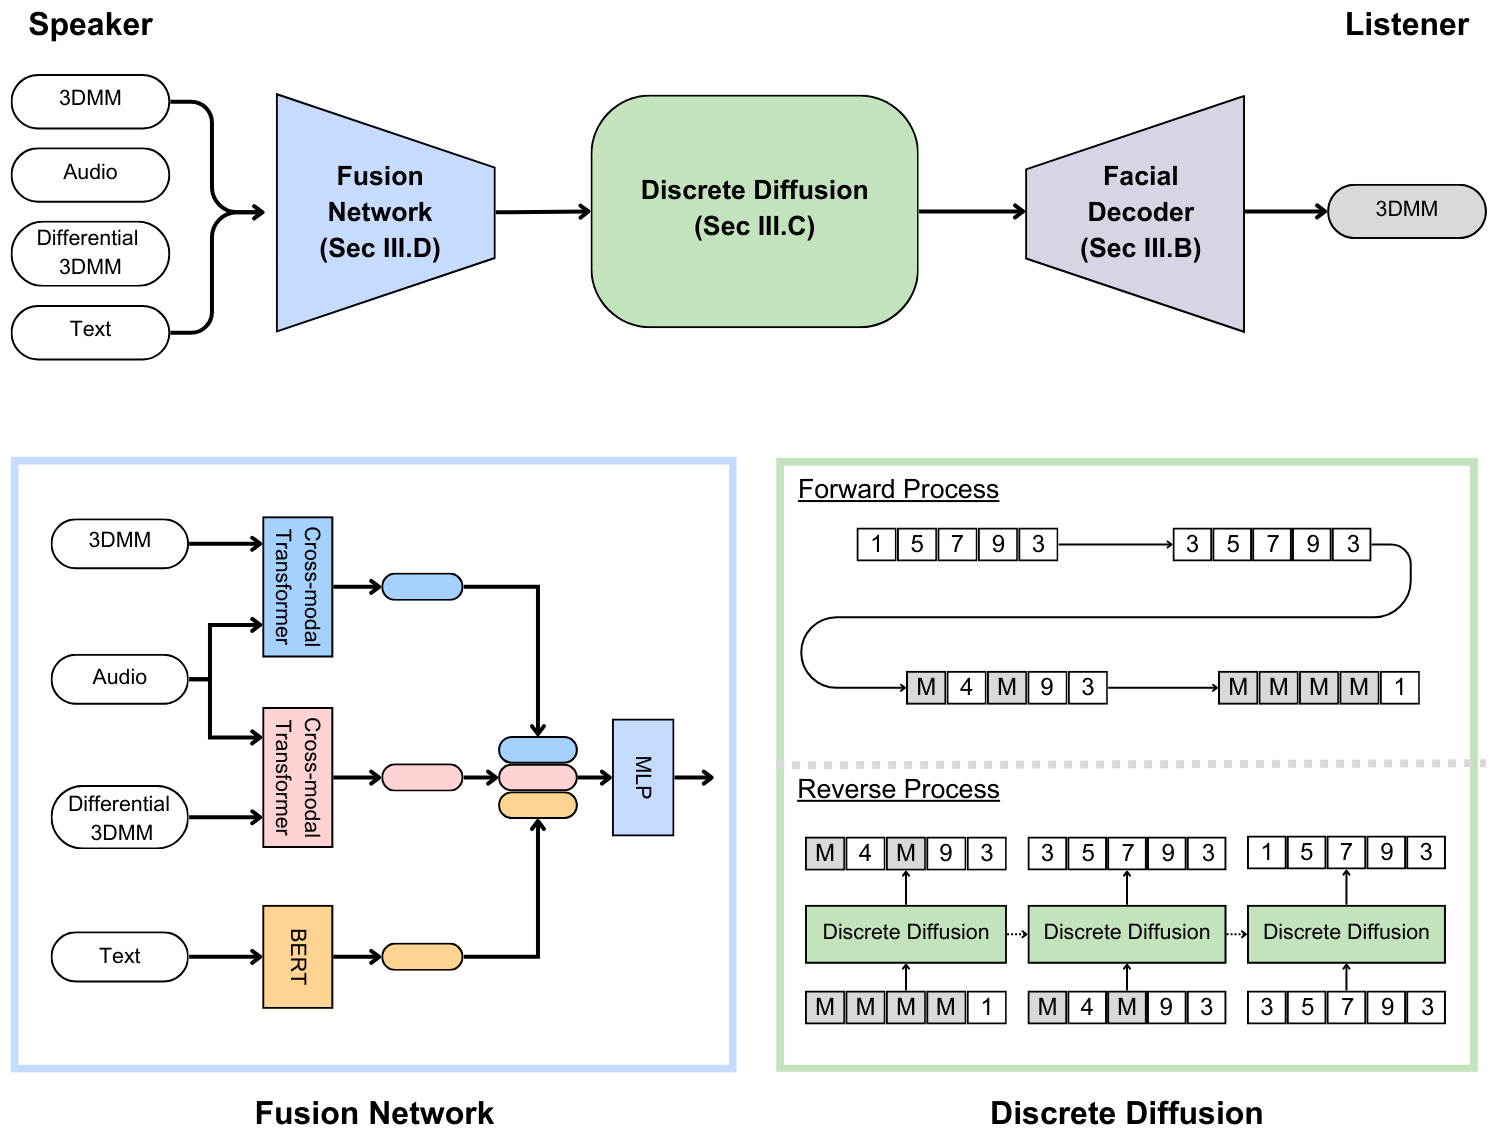 Speaker
Listener
3DMM
Audio
Differential
3DMM
Text
Fusion
Network
(Sec III.D)
Discrete Diffusion
(Sec III.C)
Facial
Decoder
(Sec III.B)
3DMM
3DMM
Audio
Differential
3DMM
Text
Cross-modal
Transformer
Cross-modal
Transformer
BERT
MLP
Fusion Network
Forward Process
1 5 7 9 3
3 5 7 9 3
M 4 M 9 3
M M M M 1
Reverse Process
M 4 M 9 3
3 5 7 9 3
1 5 7 9 3
Discrete Diffusion
Discrete Diffusion
Discrete Diffusion
M M M M 1
M 4 M 9 3
3 5 7 9 3
Discrete Diffusion